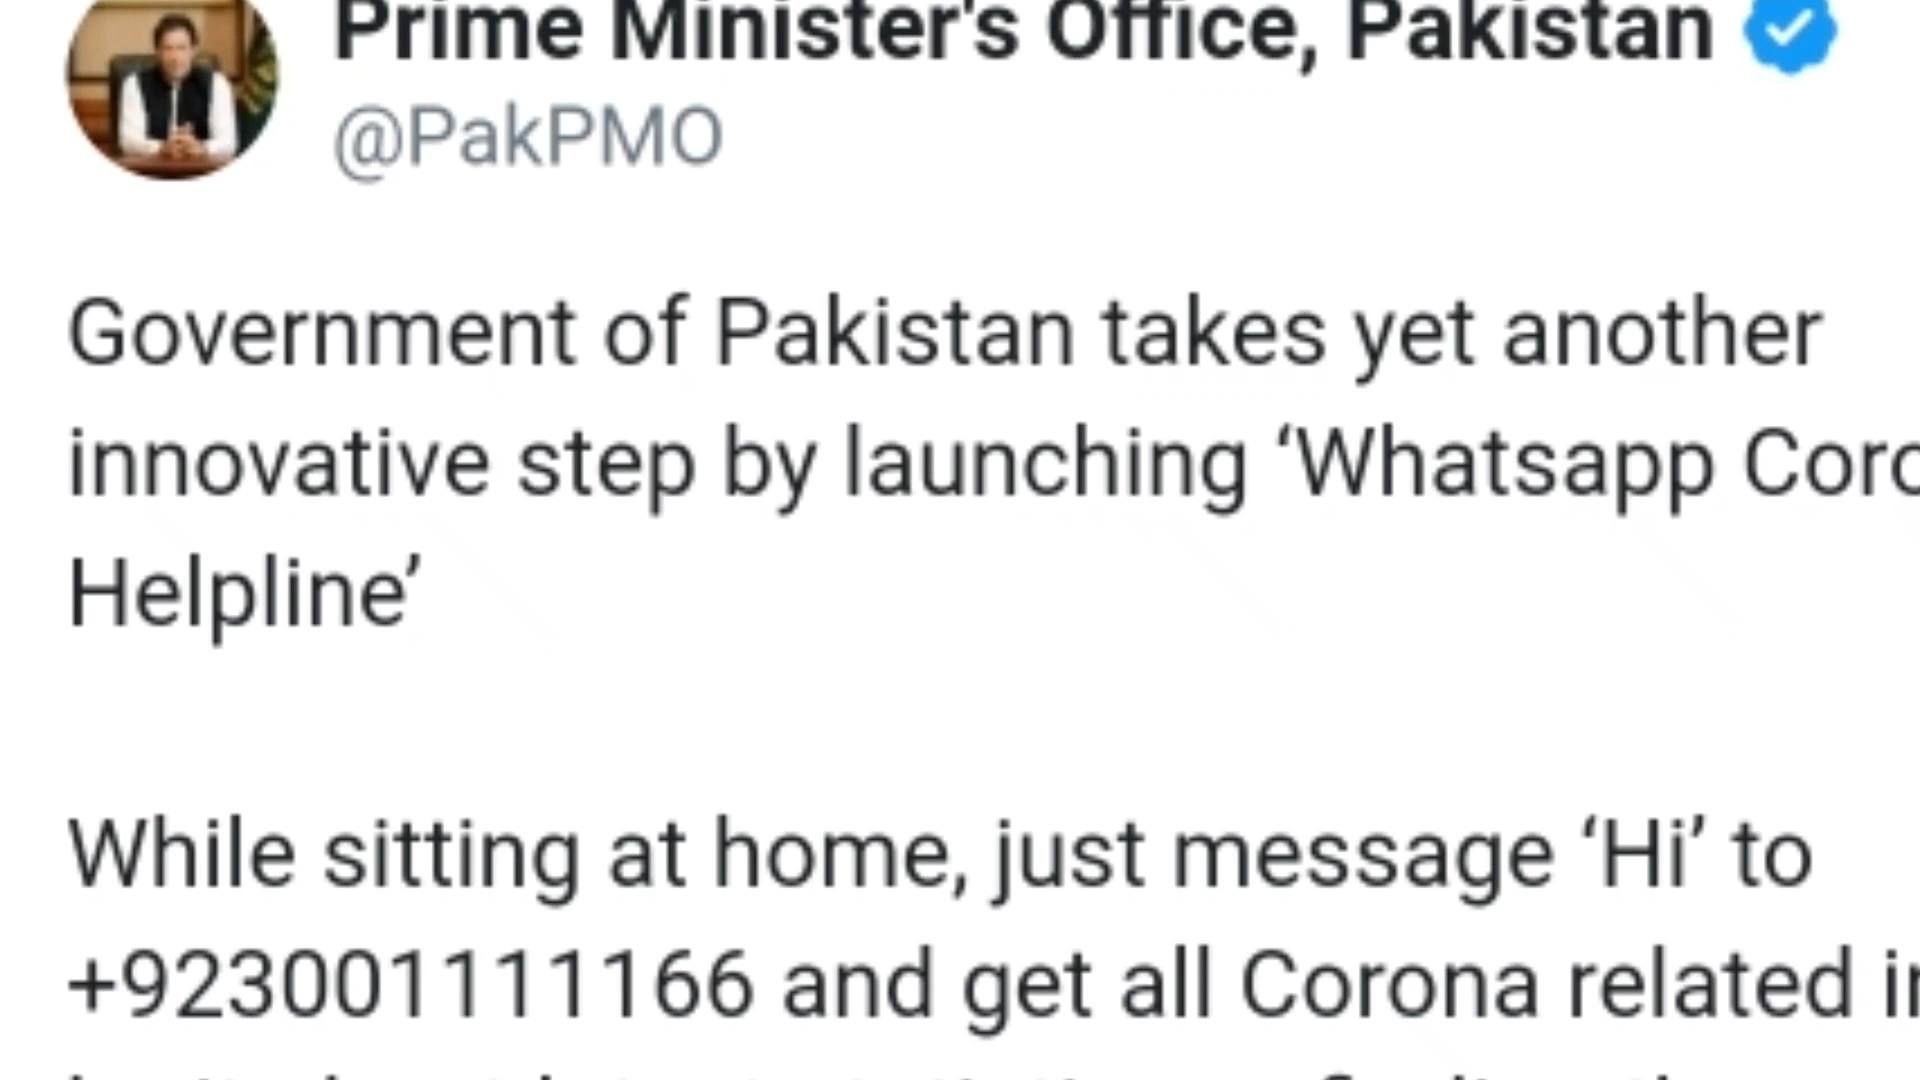 Prime Minister's Office, Pakistan
@PakPMO
Government of Pakistan takes yet another
innovative step by launching ‘Whatsapp
Helpline’
While sitting at home, just message ‘Hi’ to
+923001111166 and get all Corona related